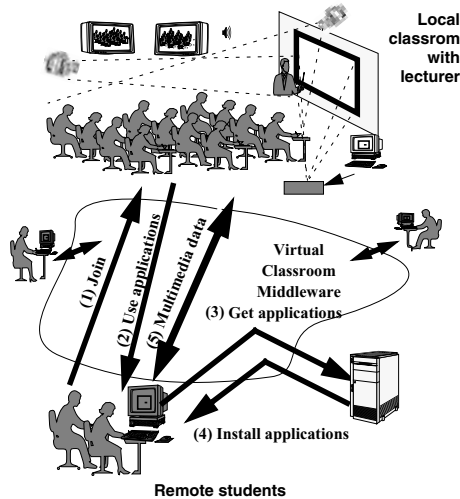 Local
classrom
with
lecturer
(1) Join
(2) Use applications
(5) Multimedia data
Virtual
Classroom
Middleware
(3) Get applications
(4) Install applications
Remote students